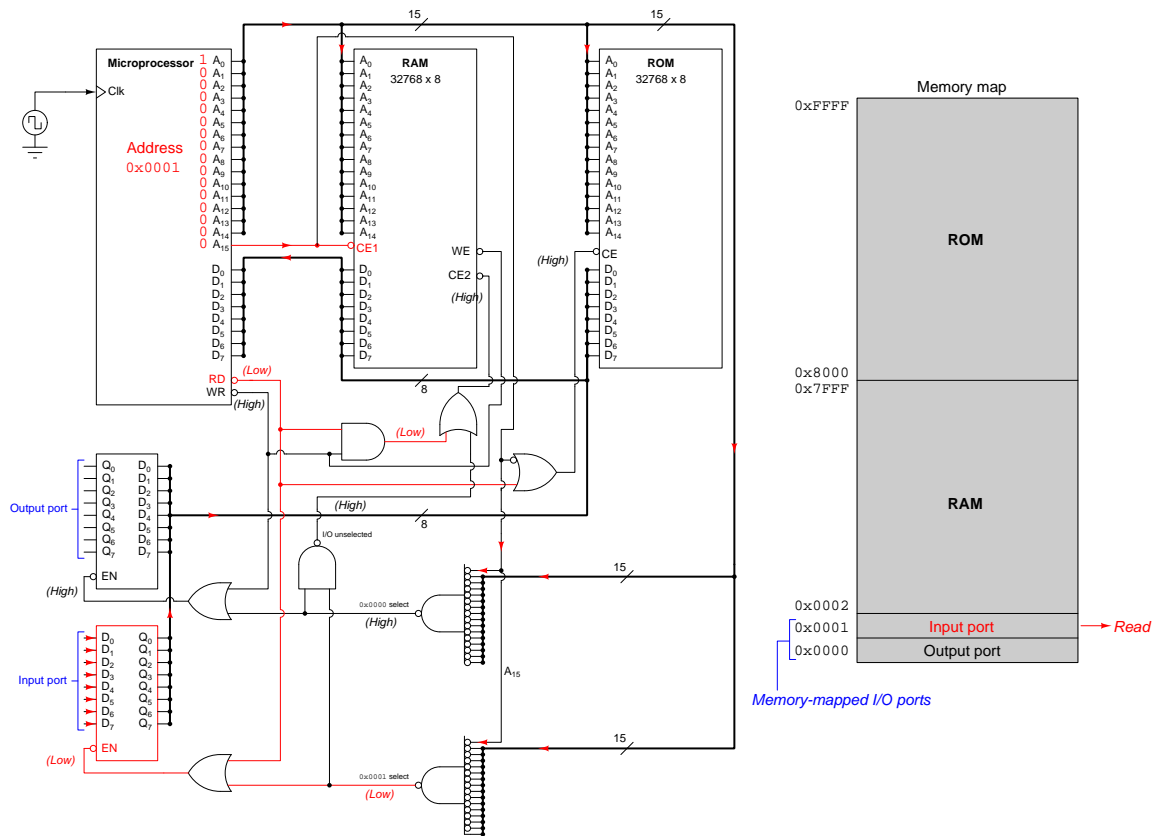 15
15
Microprocessor
Clk
Address
0x0001
1 A0
0 A1
0 A2
0 A3
0 A4
0 A5
0 A6
0 A7
0 A8
0 A9
0 A10
0 A11
0 A12
0 A13
0 A14
0 A15
D0
D1
D2
D3
D4
D5
D6
D7
RD
(Low)
WR
(High)
RAM
32768 x 8
A0
A1
A2
A3
A4
A5
A6
A7
A8
A9
A10
A11
A12
A13
A14
CE1
WE
CE2
(High)
D0
D1
D2
D3
D4
D5
D6
D7
8
ROM
32768 x 8
A0
A1
A2
A3
A4
A5
A6
A7
A8
A9
A10
A11
A12
A13
A14
(High)
CE
D0
D1
D2
D3
D4
D5
D6
D7
(Low)
Output port
Q0 D0
Q1 D1
Q2 D2
Q3 D3
Q4 D4
Q5 D5
Q6 D6
Q7 D7
EN
(High)
(High)
8
I/O unselected
0x0000 select
(High)
15
Input port
D0 Q0
D1 Q1
D2 Q2
D3 Q3
D4 Q4
D5 Q5
D6 Q6
D7 Q7
EN
(Low)
A15
15
0x0001 select
(Low)
Memory map
0xFFFF
ROM
0x8000
0x7FFF
RAM
0x0002
0x0001 Input port Read
0x0000 Output port
Memory-mapped I/O ports